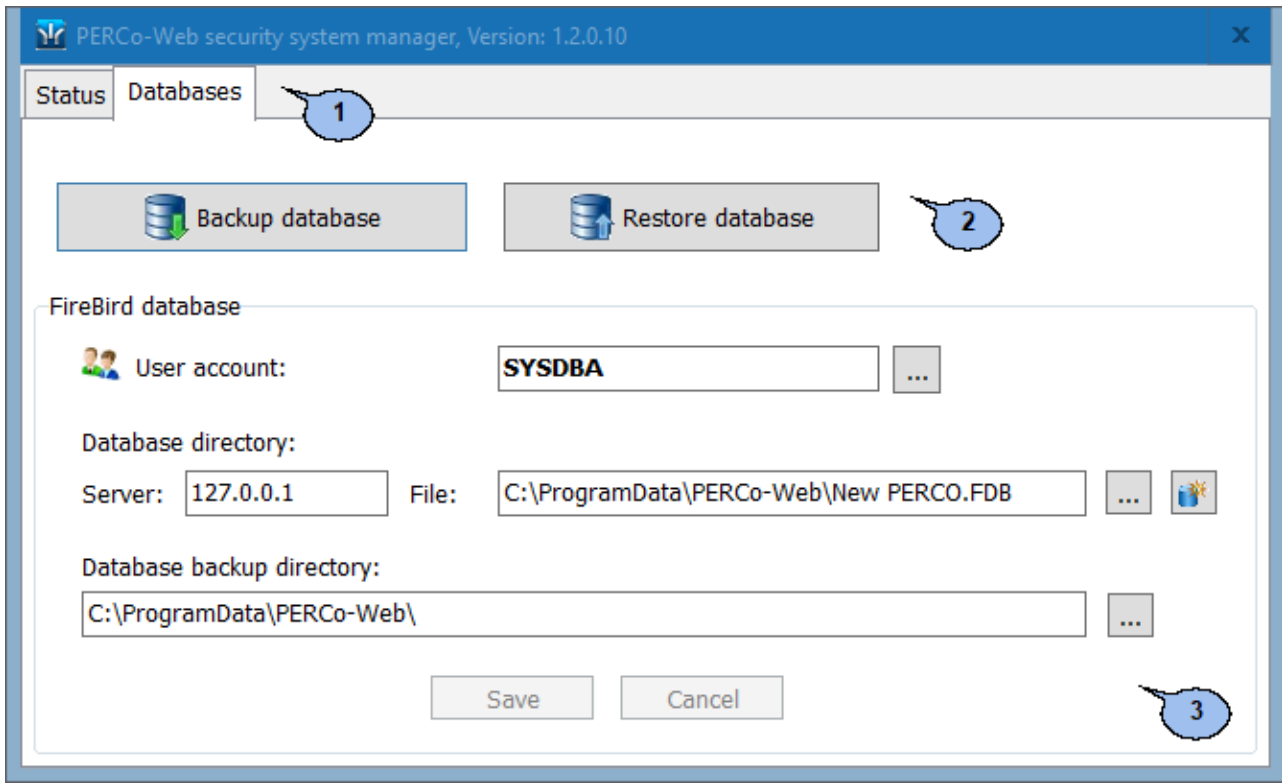 PERCo-Web security system manager, Version: 1.2.0.10 x
Status Databases 1
Backup database Restore database 2
FireBird database
User account: SYSDBA ...
Database directory:
Server: 127.0.0.1 File: C:\ProgramData\PERCo-Web\New PERCO.FDB ...
Database backup directory:
C:\ProgramData\PERCo-Web\ ...
Save Cancel 3